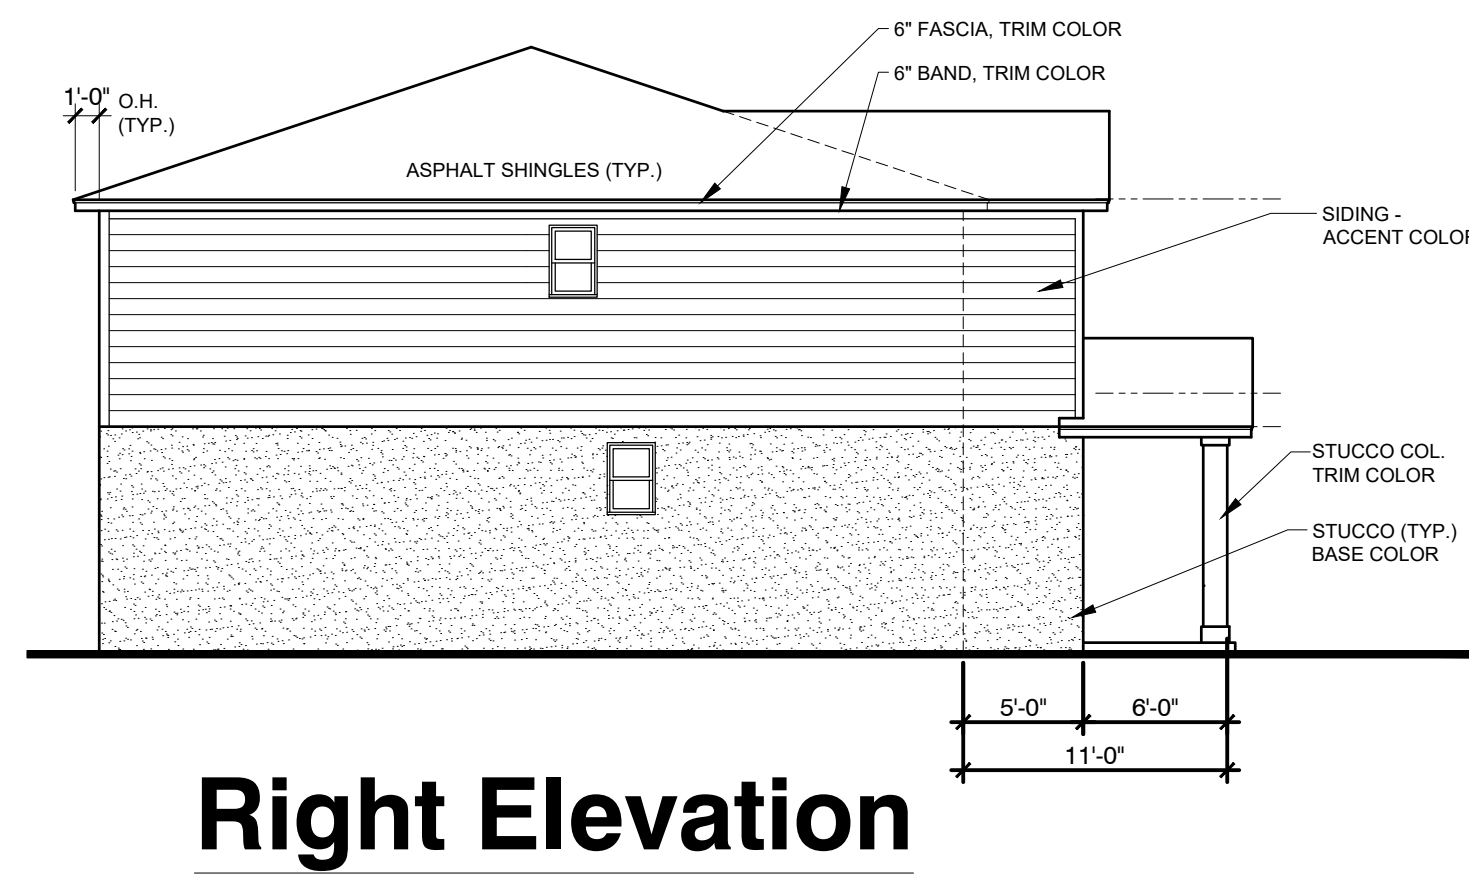 6" FASCIA, TRIM COLOR
6" BAND, TRIM COLOR
1'-0" O.H.
(TYP.)
ASPHALT SHINGLES (TYP.)
SIDING -
ACCENT COLOR
STUCCO COL.
TRIM COLOR
STUCCO (TYP.)
BASE COLOR
5'-0" 6'-0"
11'-0"
Right Elevation